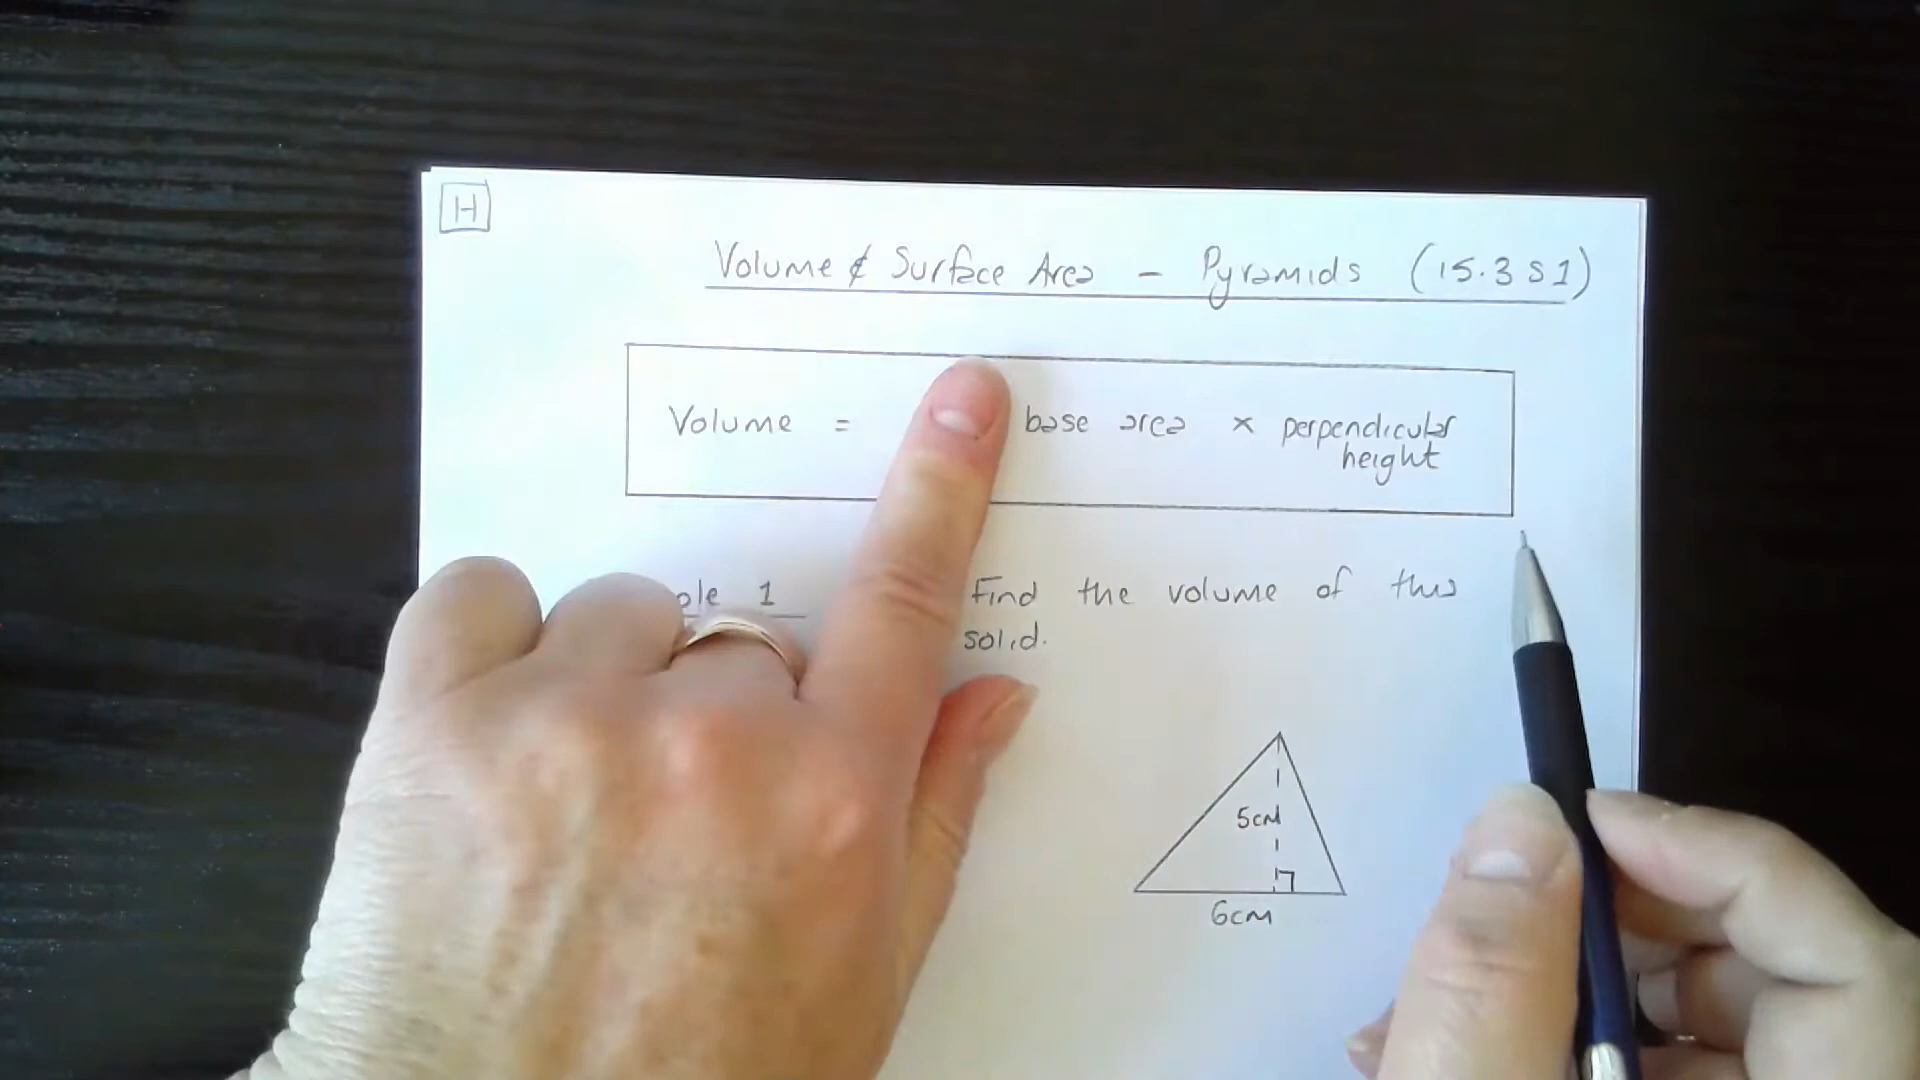 H
Volume & Surface Area - Pyramids (15.3 S1)
Volume = base area × perpendicular
height
ple 1 Find the volume of this
solid.
5cm
6cm